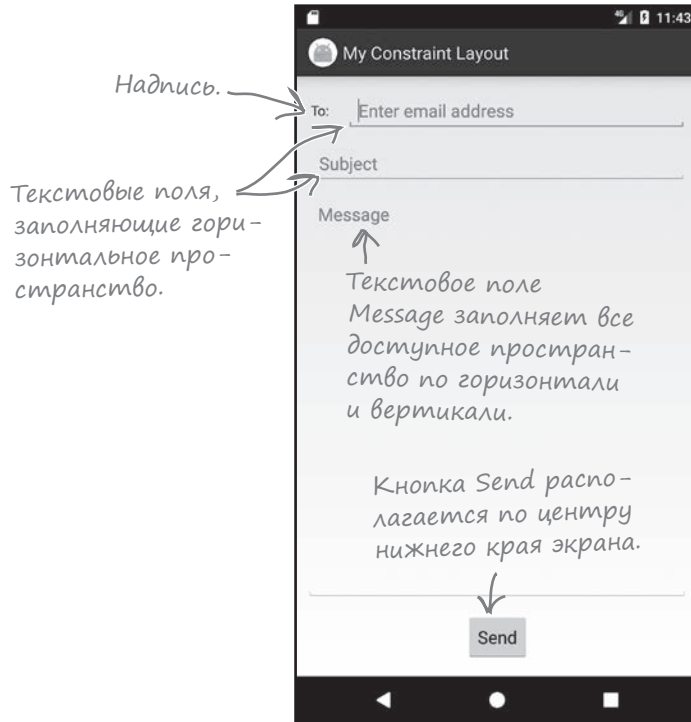 4G 11:43
My Constraint Layout
Надпись.
To: Enter email address
Subject
Текстовые поля,
заполняющие гори-
зонтальное про-
странство.
Message
Текстовое поле
Message заполняет все
доступное простран-
ство по горизонтали
и вертикали.
Кнопка Send распо-
лагается по центру
нижнего края экрана.
Send